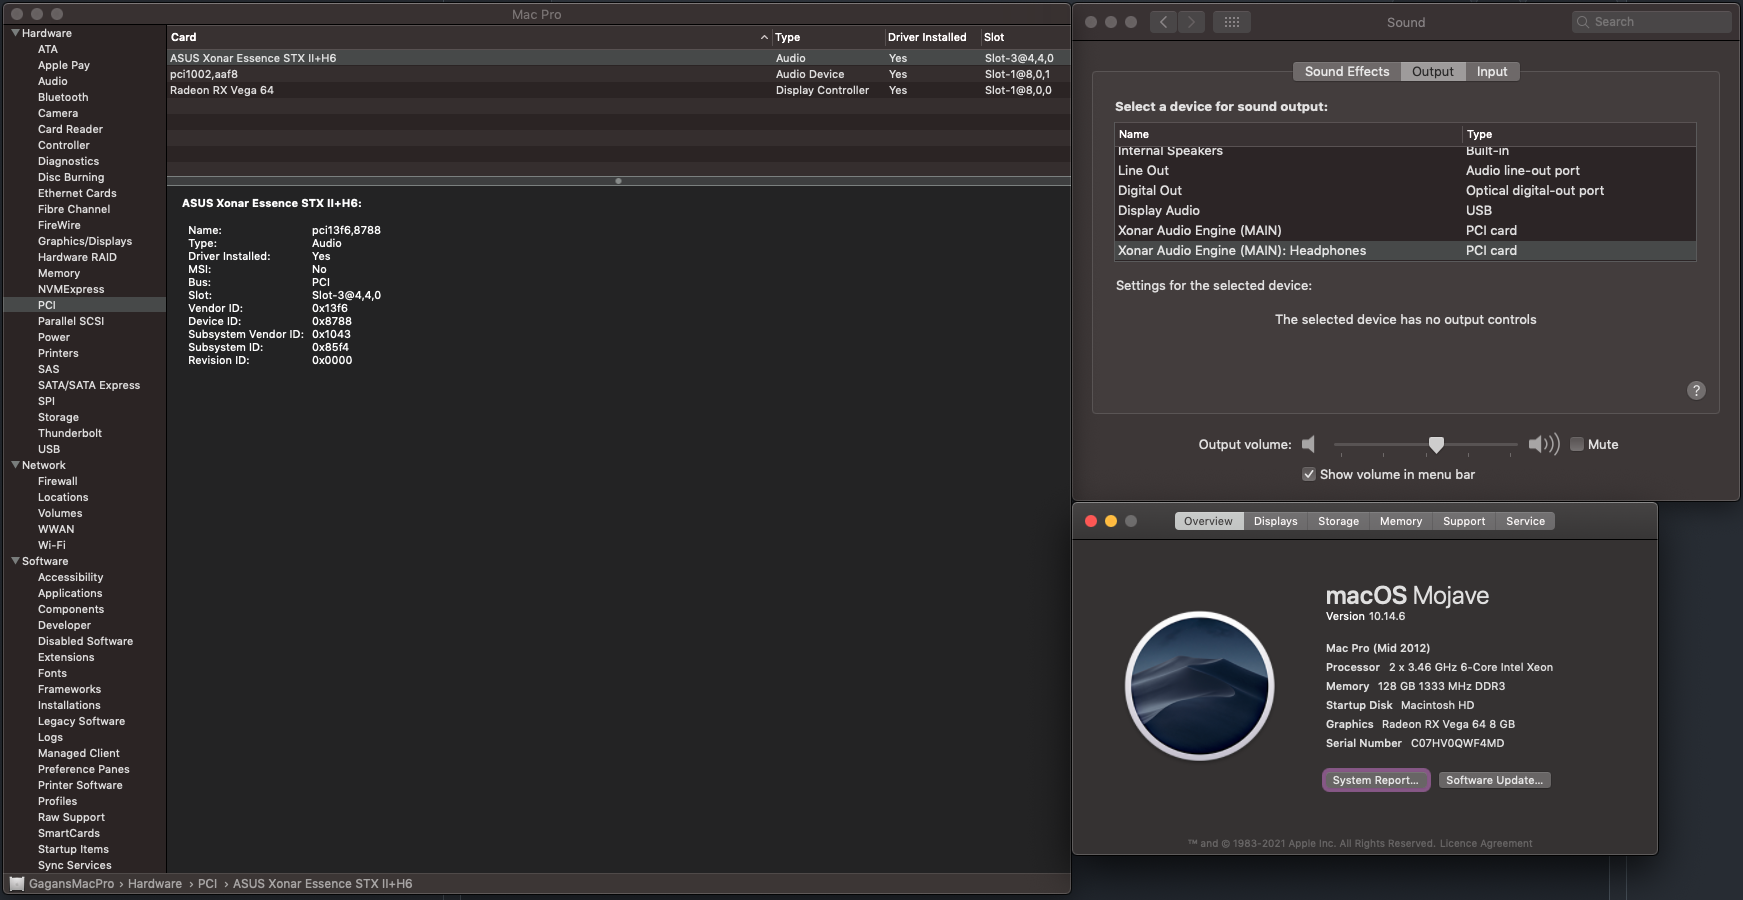 Mac Pro
Hardware
ATA
Apple Pay
Audio
Bluetooth
Camera
Card Reader
Controller
Diagnostics
Disc Burning
Ethernet Cards
Fibre Channel
FireWire
Graphics/Displays
Hardware RAID
Memory
NVMExpress
PCI
Parallel SCSI
Power
Printers
SAS
SATA/SATA Express
SPI
Storage
Thunderbolt
USB
Network
Firewall
Locations
Volumes
WWAN
Wi-Fi
Software
Accessibility
Applications
Components
Developer
Disabled Software
Extensions
Fonts
Frameworks
Installations
Legacy Software
Logs
Managed Client
Preference Panes
Printer Software
Profiles
Raw Support
SmartCards
Startup Items
Sync Services
Card Type Driver Installed Slot
ASUS Xonar Essence STX II+H6 Audio Yes Slot-3@4,4,0
pci1002,aaf8 Audio Device Yes Slot-1@8,0,1
Radeon RX Vega 64 Display Controller Yes Slot-1@8,0,0
ASUS Xonar Essence STX II+H6:
Name: pci13f6,8788
Type: Audio
Driver Installed: Yes
MSI: No
Bus: PCI
Slot: Slot-3@4,4,0
Vendor ID: 0x13f6
Device ID: 0x8788
Subsystem Vendor ID: 0x1043
Subsystem ID: 0x85f4
Revision ID: 0x0000
GagansMacPro › Hardware › PCI › ASUS Xonar Essence STX II+H6
Sound
Search
Sound Effects Output Input
Select a device for sound output:
Name Type
Internal Speakers Built-in
Line Out Audio line-out port
Digital Out Optical digital-out port
Display Audio USB
Xonar Audio Engine (MAIN) PCI card
Xonar Audio Engine (MAIN): Headphones PCI card
Settings for the selected device:
The selected device has no output controls
?
Output volume: Mute
Show volume in menu bar
Overview Displays Storage Memory Support Service
macOS Mojave
Version 10.14.6
Mac Pro (Mid 2012)
Processor 2 x 3.46 GHz 6-Core Intel Xeon
Memory 128 GB 1333 MHz DDR3
Startup Disk Macintosh HD
Graphics Radeon RX Vega 64 8 GB
Serial Number C07HV0QWF4MD
System Report... Software Update...
™ and © 1983-2021 Apple Inc. All Rights Reserved. Licence Agreement